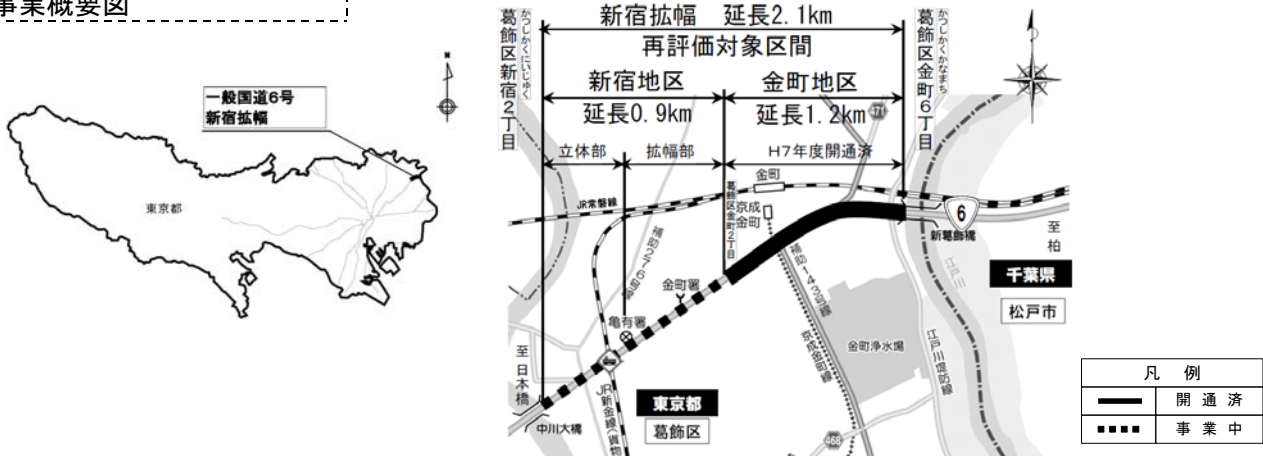 事業概要図
一般国道6号
新宿拡幅
東京都
N
新宿拡幅 延長2.1km
再評価対象区間
新宿地区
金町地区
延長0.9km
延長1.2km
立体部
拡幅部
H7年度開通済
かつしかくにいじゅく
葛飾区新宿2丁目
かつしかくかなまち
葛飾区金町6丁目
葛飾区金町2丁目
471
金町
JR常磐線
京成
金町
6
新葛飾橋
至柏
補助276号線
金町署
亀有署
補助143号線
京成金町線
金町浄水場
江戸川
江戸川堤防線
千葉県
松戸市
至日本橋
中川大橋
JR新金線(貨物
東京都
葛飾区
468
凡 例
開 通 済
事 業 中